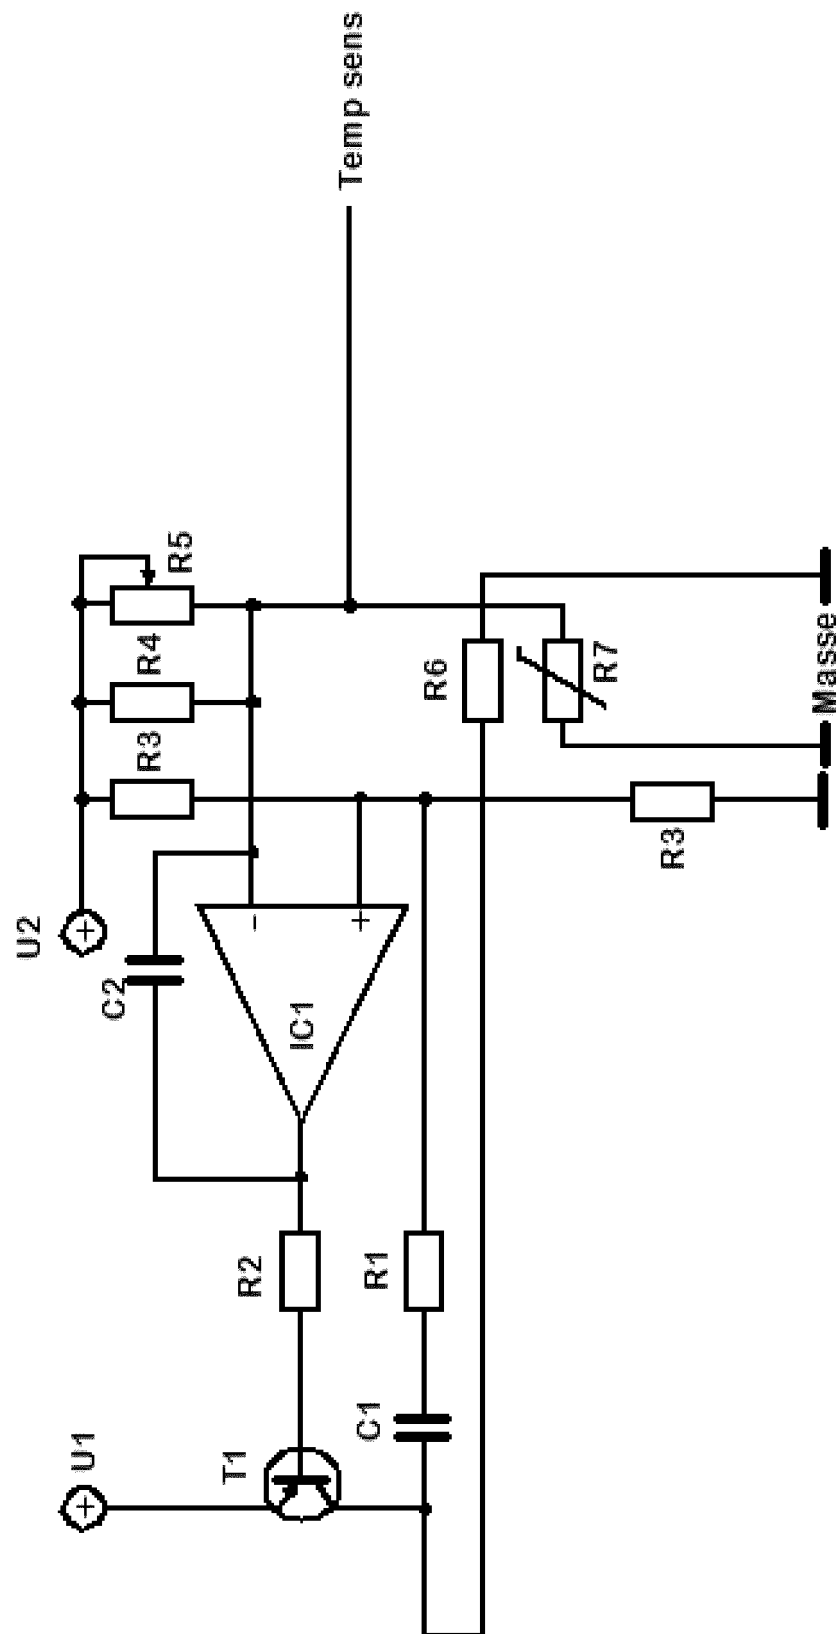 Temp sens
R5
R4
R3
R6
R7
Masse
R3
U2
+
-
+
C2
IC1
R2
R1
C1
T1
U1
+